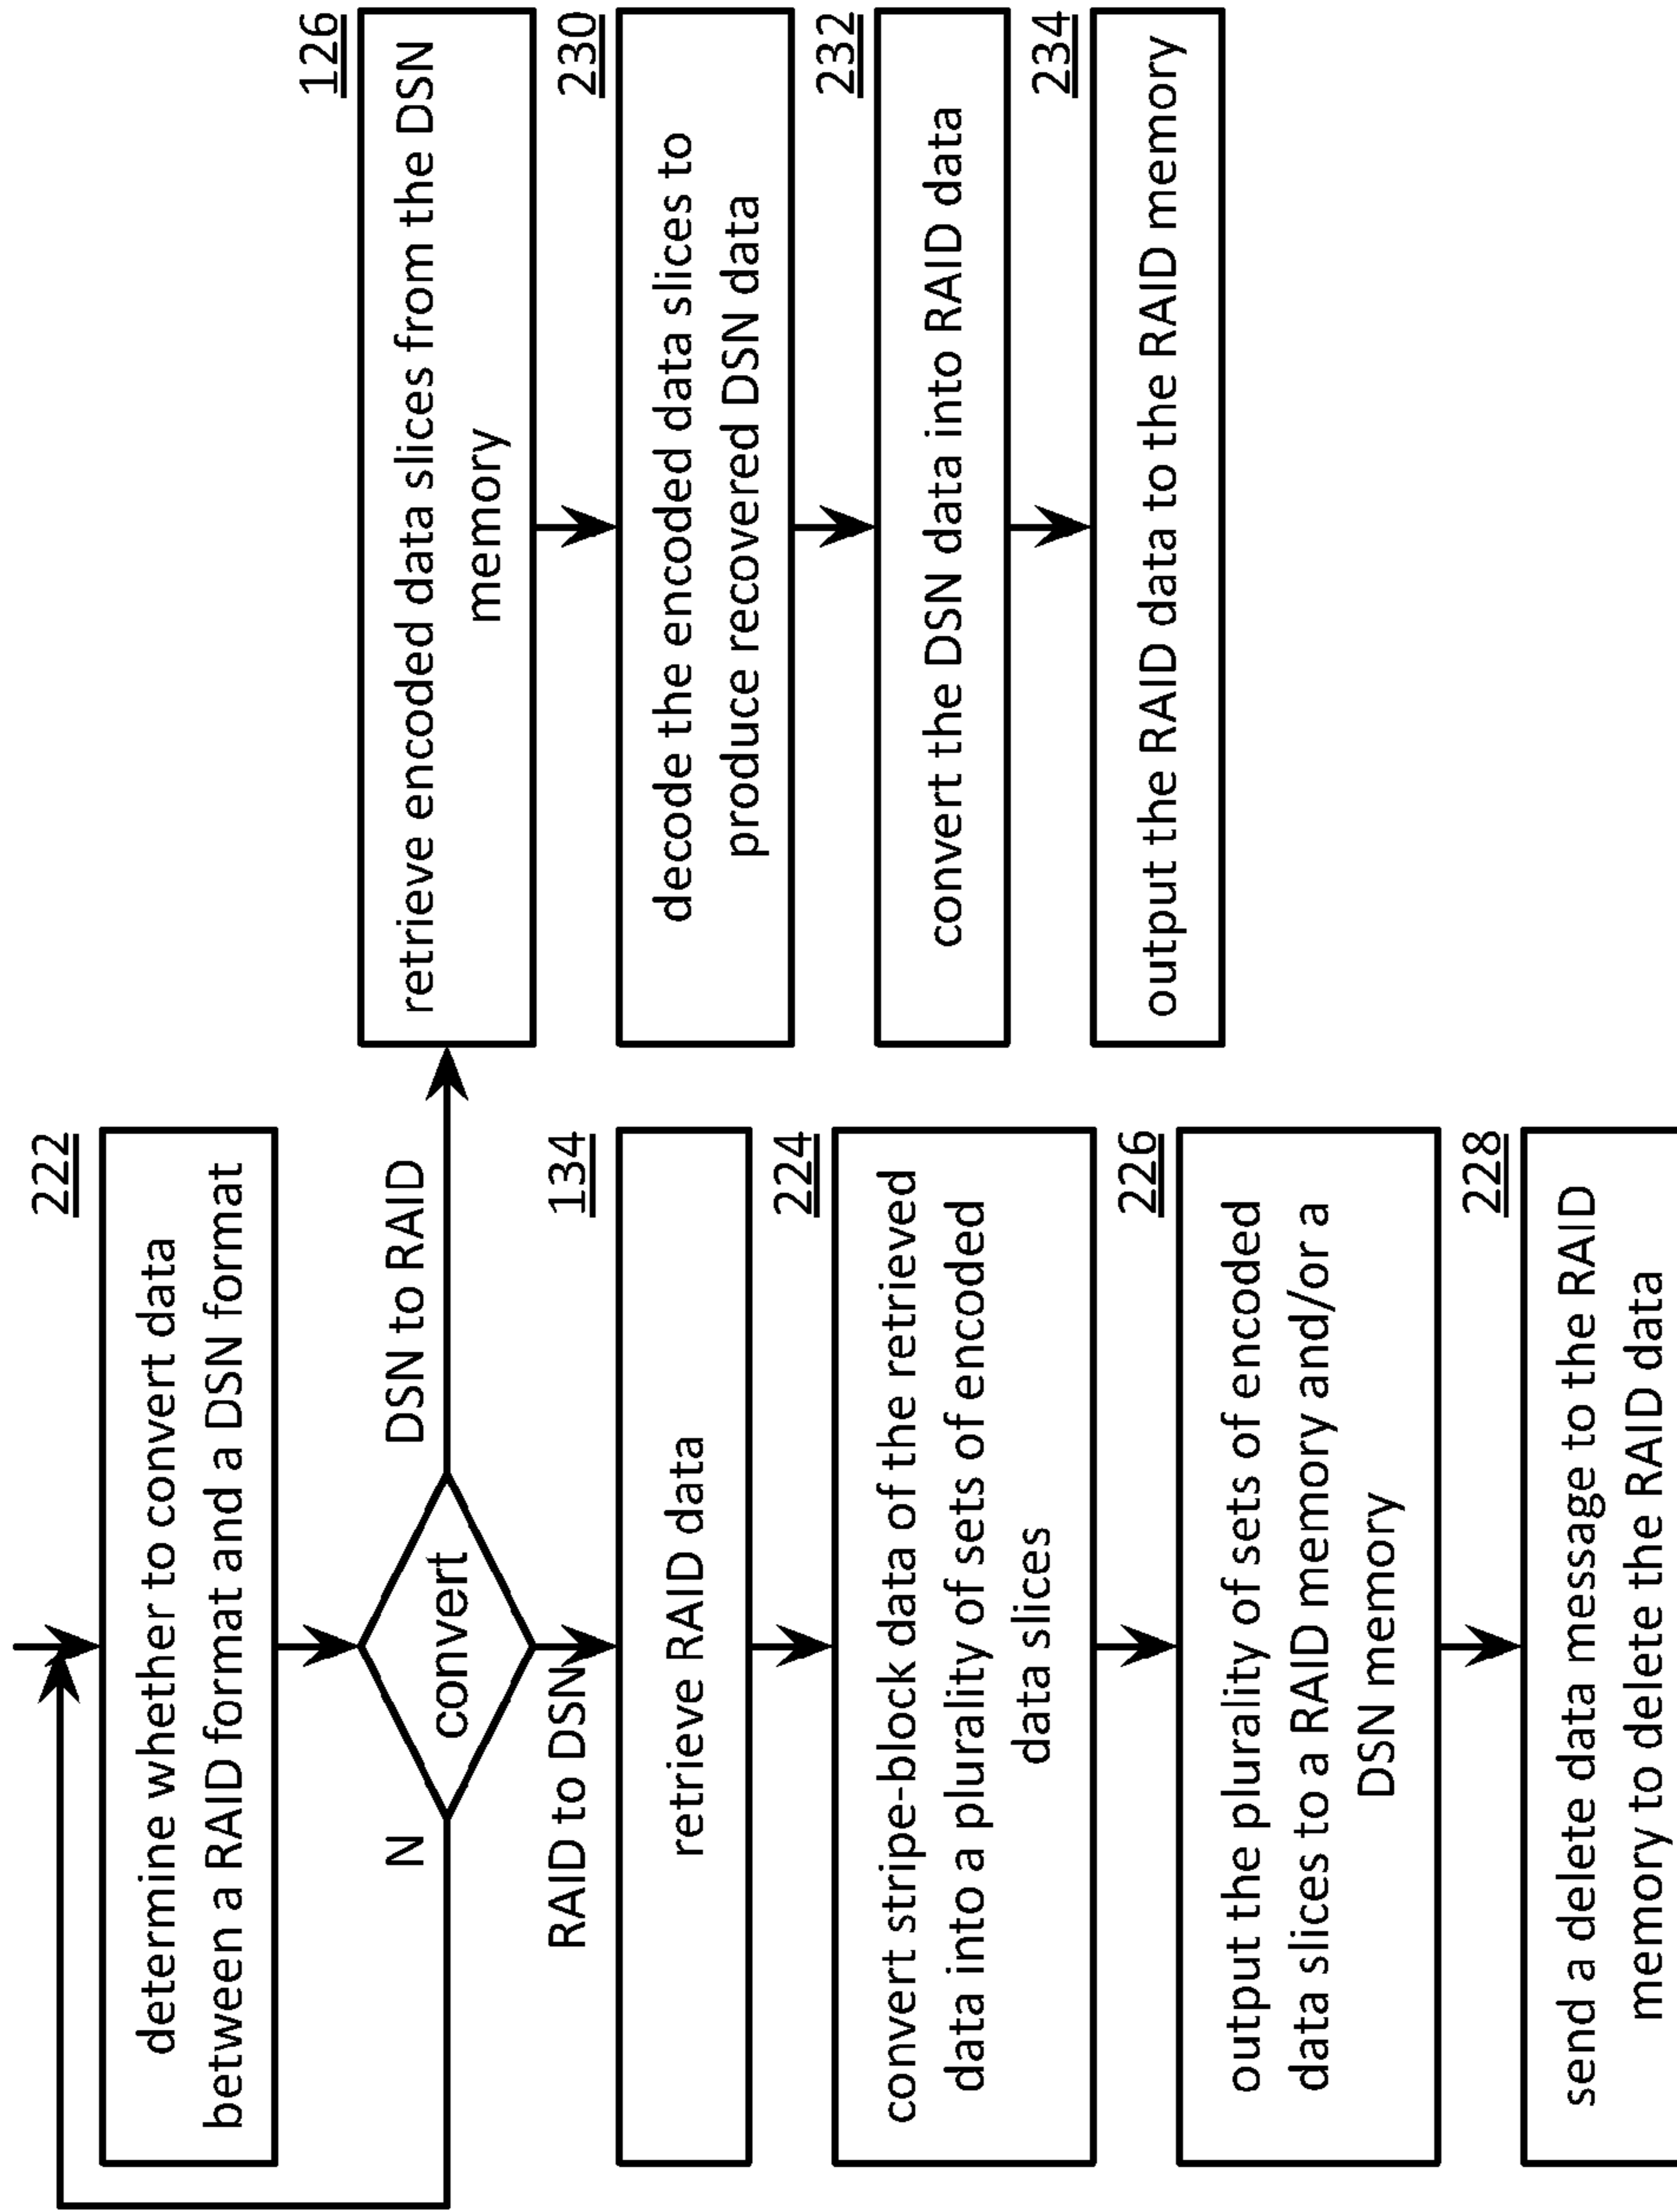 222
determine whether to convert data
between a RAID format and a DSN format
convert
N
DSN to RAID
RAID to DSN
134
retrieve RAID data
224
convert stripe-block data of the retrieved
data into a plurality of sets of encoded
data slices
226
output the plurality of sets of encoded
data slices to a RAID memory and/or a
DSN memory
228
send a delete data message to the RAID
memory to delete the RAID data
126
retrieve encoded data slices from the DSN
memory
230
decode the encoded data slices to
produce recovered DSN data
232
convert the DSN data into RAID data
234
output the RAID data to the RAID memory